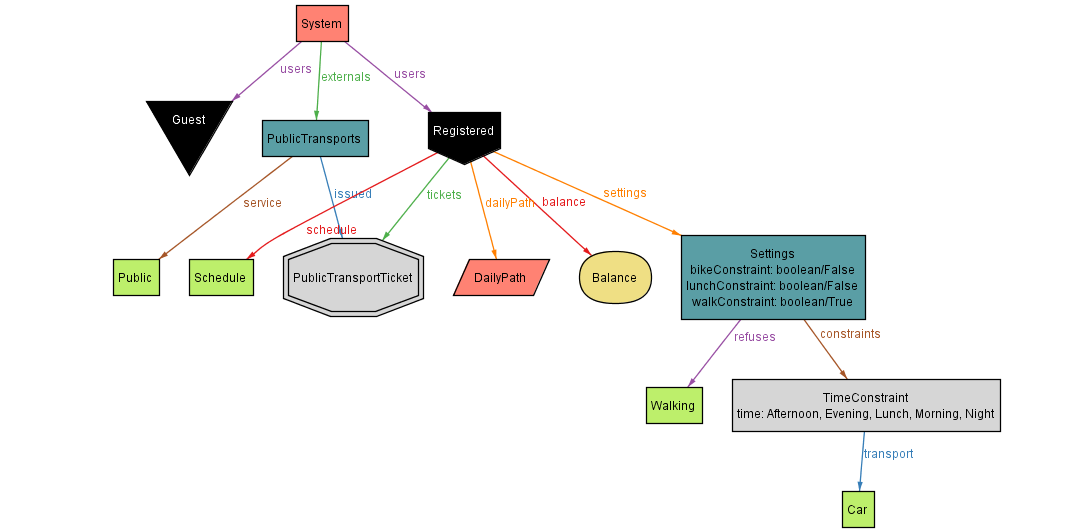 System
users
externals
users
Guest
PublicTransports
Registered
service
issued
schedule
tickets
dailyPath
balance
settings
Public
Schedule
PublicTransportTicket
DailyPath
Balance
Settings
bikeConstraint: boolean/False
lunchConstraint: boolean/False
walkConstraint: boolean/True
refuses
constraints
Walking
TimeConstraint
time: Afternoon, Evening, Lunch, Morning, Night
transport
Car